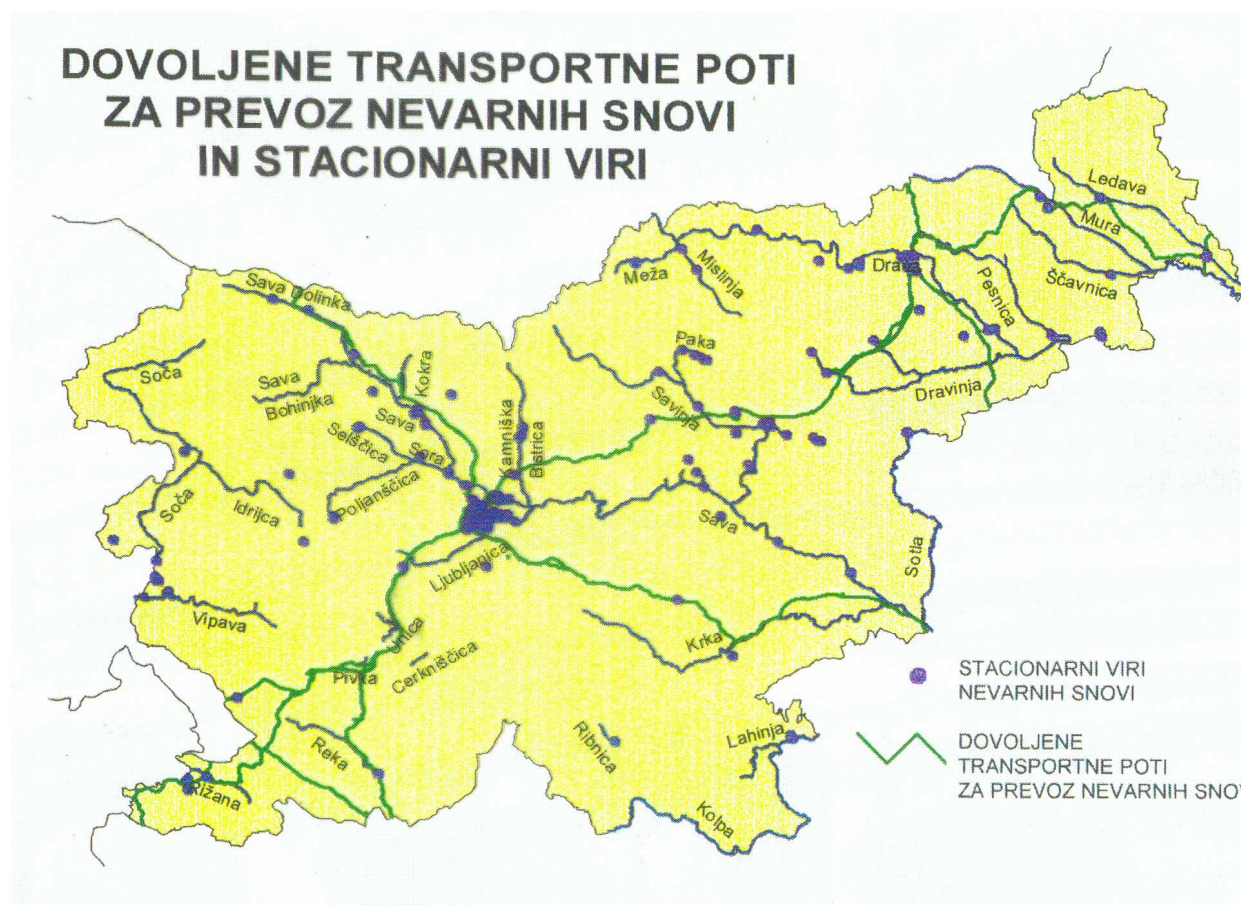 DOVOLJENE TRANSPORTNE POTI
ZA PREVOZ NEVARNIH SNOVI
IN STACIONARNI VIRI
Ledava
Mura
Ščavnica
Pesnica
Drava
Mislinja
Meža
Sava Dolinka
Paka
Kokra
Soča
Sava
Bohinjka
Savinja
Dravinja
Sava
Selščica
Sora
Kamniška
Bistrica
Poljanščica
Soča
Idrijca
Sava
Sotla
Ljubljanica
Vipava
Unica
Krka
Cerkniščica
Pivka
STACIONARNI VIRI
NEVARNIH SNOVI
Reka
Ribnica
Lahinja
DOVOLJENE
TRANSPORTNE POTI
ZA PREVOZ NEVARNIH SNOV
Rižana
Kolpa